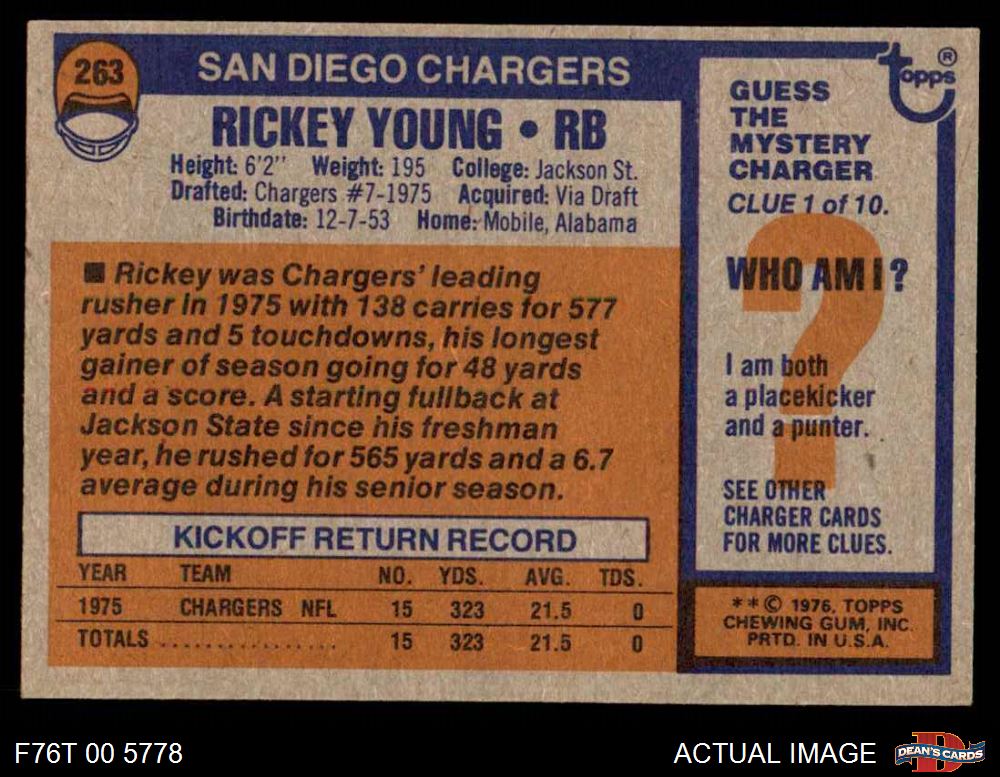 263
SAN DIEGO CHARGERS
RICKEY YOUNG • RB
Height: 6'2" Weight: 195 College: Jackson St.
Drafted: Chargers #7-1975 Acquired: Via Draft
Birthdate: 12-7-53 Home: Mobile, Alabama
■ Rickey was Chargers' leading
rusher in 1975 with 138 carries for 577
yards and 5 touchdowns, his longest
gainer of season going for 48 yards
and a score. A starting fullback at
Jackson State since his freshman
year, he rushed for 565 yards and a 6.7
average during his senior season.
KICKOFF RETURN RECORD
YEAR TEAM NO. YDS. AVG. TDS.
1975 CHARGERS NFL 15 323 21.5 0
TOTALS .................. 15 323 21.5 0
topps ®
GUESS
THE
MYSTERY
CHARGER
CLUE 1 of 10.
?
WHO AM I ?
I am both
a placekicker
and a punter.
SEE OTHER
CHARGER CARDS
FOR MORE CLUES.
* * © 1976, TOPPS
CHEWING GUM, INC.
PRTD. IN U.S.A.
F76T 00 5778
ACTUAL IMAGE
D
DEAN'S CARDS